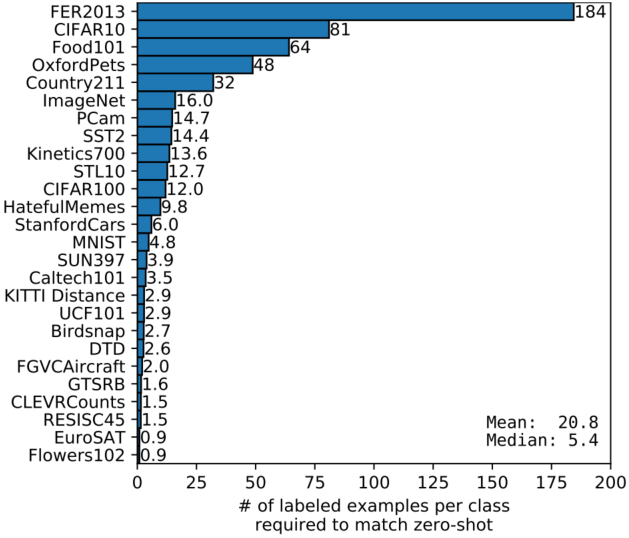 FER2013 184
CIFAR10 81
Food101 64
OxfordPets 48
Country211 32
ImageNet 16.0
PCam 14.7
SST2 14.4
Kinetics700 13.6
STL10 12.7
CIFAR100 12.0
HatefulMemes 9.8
StanfordCars 6.0
MNIST 4.8
SUN397 3.9
Caltech101 3.5
KITTI Distance 2.9
UCF101 2.9
Birdsnap 2.7
DTD 2.6
FGVCAircraft 2.0
GTSRB 1.6
CLEVRCounts 1.5
RESISC45 1.5
EuroSAT 0.9
Flowers102 0.9
Mean: 20.8
Median: 5.4
0 25 50 75 100 125 150 175 200
# of labeled examples per class
required to match zero-shot